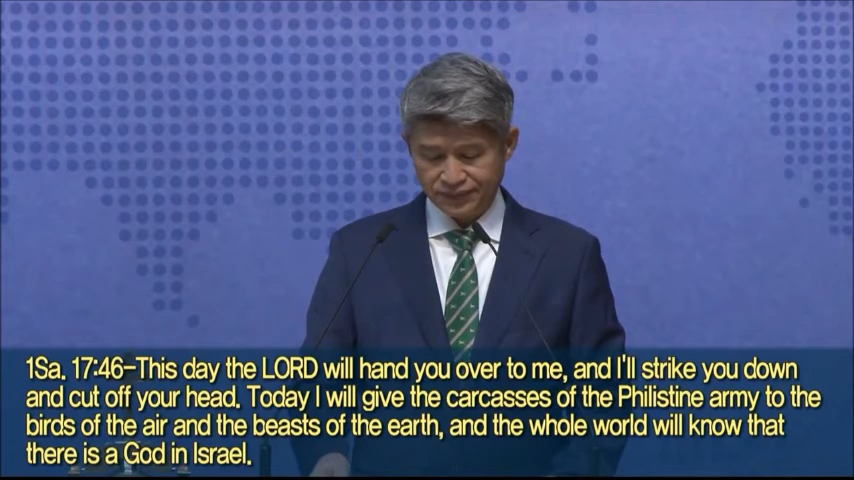 1Sa. 17:46-This day the LORD will hand you over to me, and I'll strike you down
and cut off your head. Today I will give the carcasses of the Philistine army to the
birds of the air and the beasts of the earth, and the whole world will know that
there is a God in Israel.